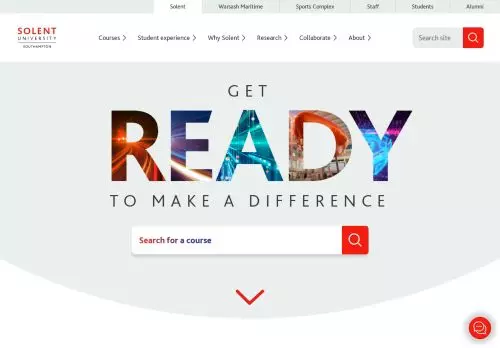 Solent
Warsash Maritime
Sports Complex
Staff
Students
Alumni
SOLENT
UNIVERSITY
SOUTHAMPTON
Courses
Student experience
Why Solent
Research
Collaborate
About
Search site
GET
READY
TO MAKE A DIFFERENCE
Search for a course